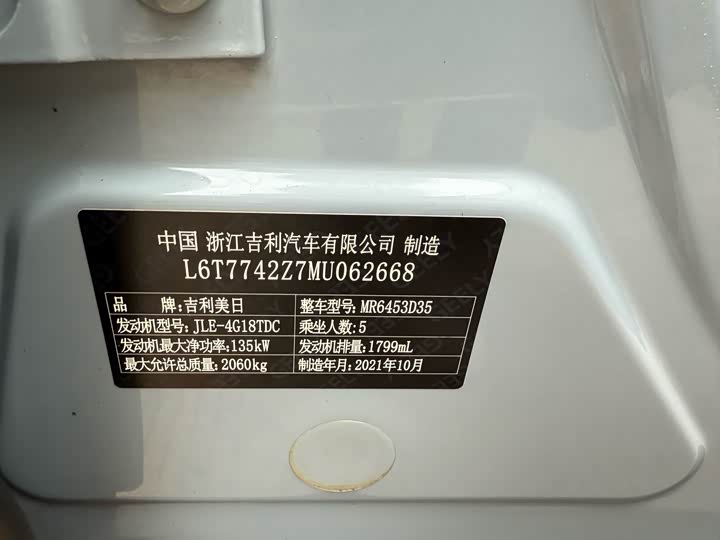 中国 浙江吉利汽车有限公司 制造
L6T7742Z7MU062668
品 牌:吉利美日 整车型号:MR6453D35
发动机型号:JLE-4G18TDC 乘坐人数:5
发动机最大净功率:135kW 发动机排量:1799mL
最大允许总质量:2060kg 制造年月:2021年10月